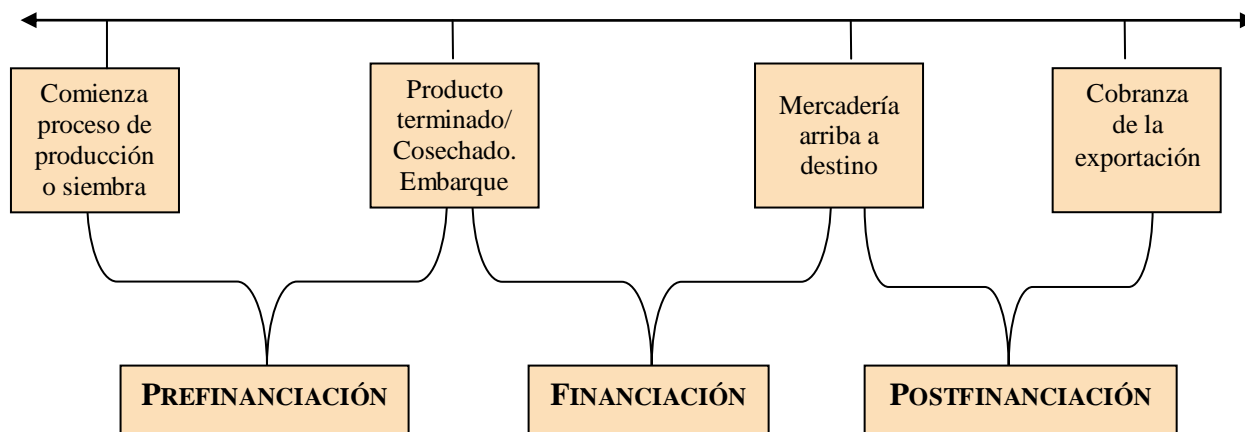 Comienza
proceso de
producción
o siembra
Producto
terminado/
Cosechado.
Embarque
Mercadería
arriba a
destino
Cobranza
de la
exportación
PREFINANCIACIÓN
FINANCIACIÓN
POSTFINANCIACIÓN